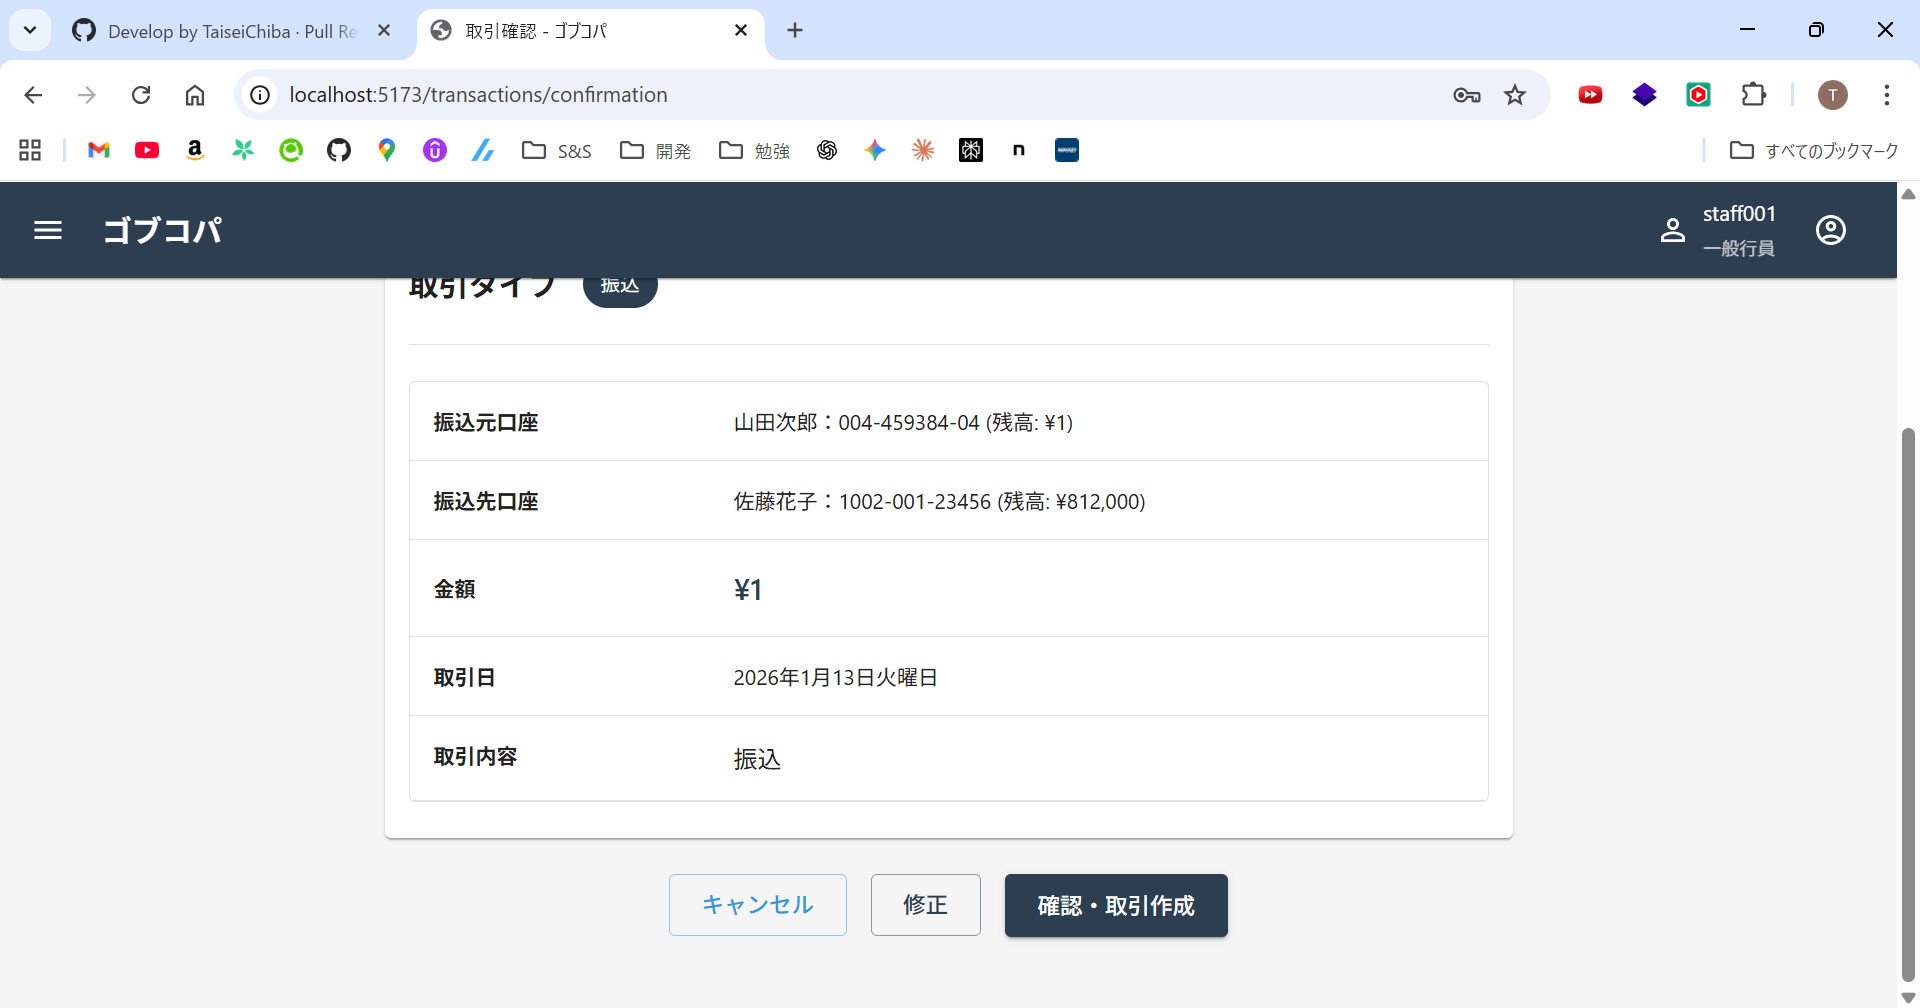 Develop by TaiseiChiba · Pull Re
取引確認 - ゴブコパ
localhost:5173/transactions/confirmation
T
S&S
開発
勉強
すべてのブックマーク
ゴブコパ
staff001
一般行員
取引タイプ
振込
振込元口座
山田次郎：004-459384-04 (残高: ¥1)
振込先口座
佐藤花子：1002-001-23456 (残高: ¥812,000)
金額
¥1
取引日
2026年1月13日火曜日
取引内容
振込
キャンセル
修正
確認・取引作成